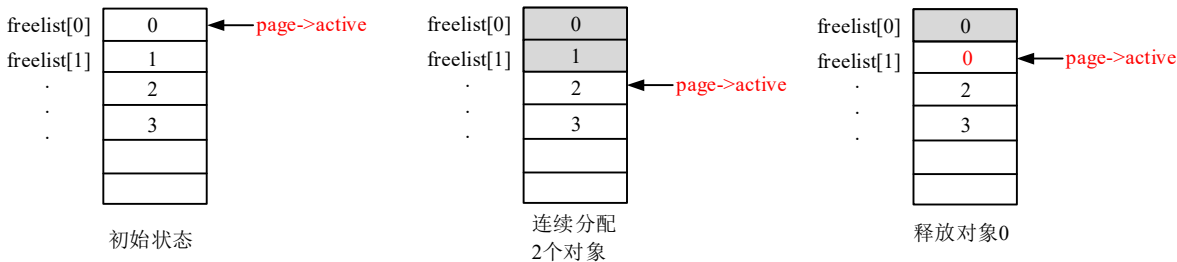 freelist[0] 0 page->active
freelist[1] 1
. 2
. 3
.
初始状态
freelist[0] 0
freelist[1] 1
. 2 page->active
. 3
.
连续分配
2个对象
freelist[0] 0
freelist[1] 0 page->active
. 2
. 3
.
释放对象0